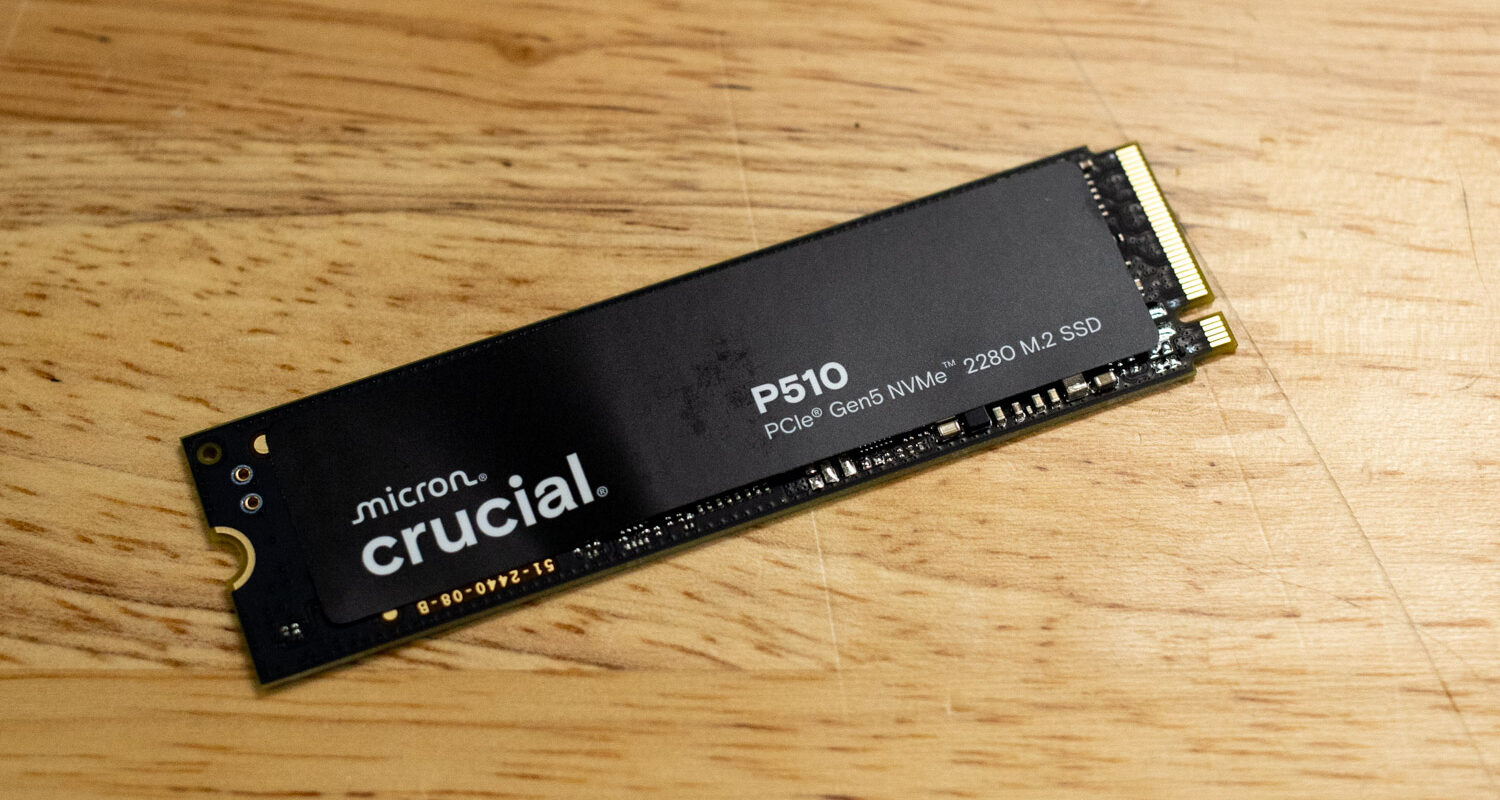 micron®
crucial®
P510
PCIe® Gen5 NVMe™ 2280 M.2 SSD
51-2440-08-B